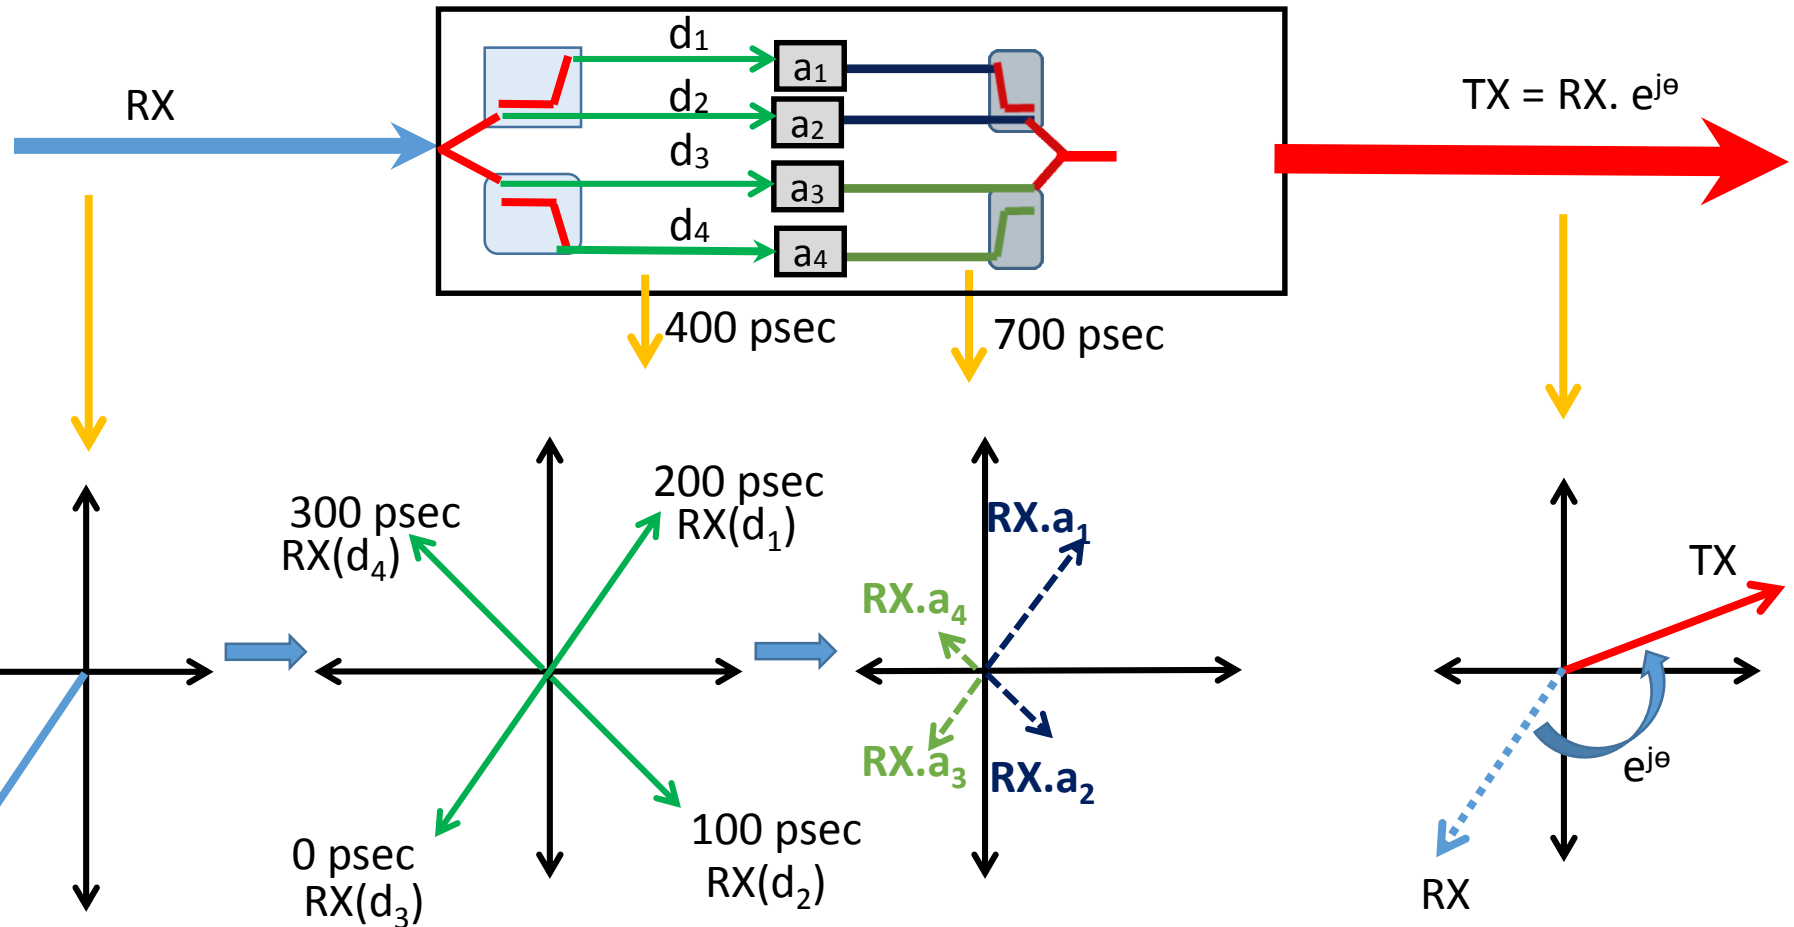 RX
d1
a1
d2
a2
d3
a3
d4
a4
TX = RX. e^jɵ
400 psec
700 psec
300 psec
RX(d4)
200 psec
RX(d1)
0 psec
RX(d3)
100 psec
RX(d2)
RX.a1
RX.a4
RX.a3
RX.a2
TX
e^jɵ
RX